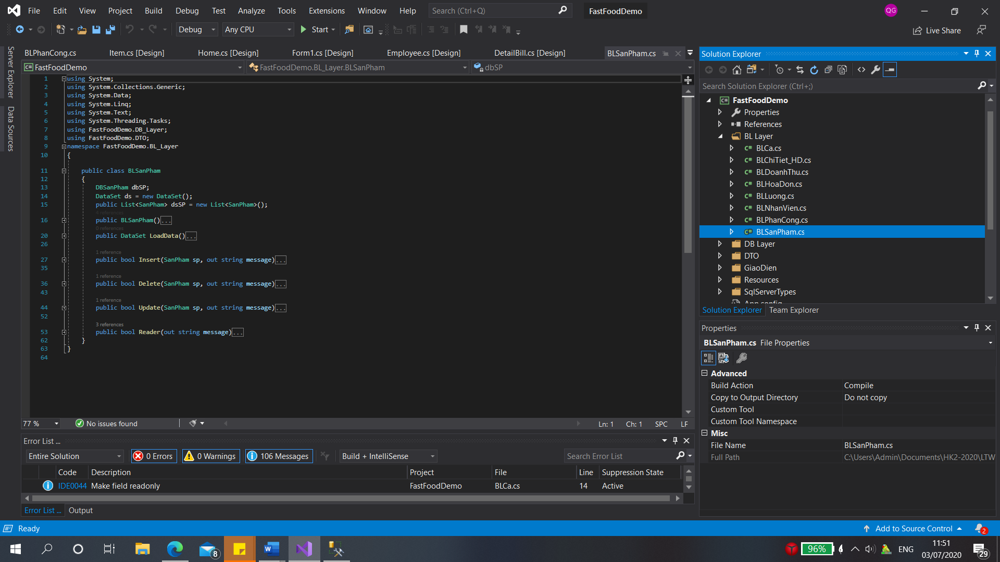 File Edit View Project Build Debug Test Analyze Tools Extensions Window Help Search (Ctrl+Q) FastFoodDemo QG
Debug Any CPU Start Live Share
Server Explorer
Data Sources
BLPhanCong.cs Item.cs [Design] Home.cs [Design] Form1.cs [Design] Employee.cs [Design] DetailBill.cs [Design] BLSanPham.cs
FastFoodDemo FastFoodDemo.BL_Layer.BLSanPham dbSP
1 using System;
2 using System.Collections.Generic;
3 using System.Data;
4 using System.Linq;
5 using System.Text;
6 using System.Threading.Tasks;
7 using FastFoodDemo.DB_Layer;
8 using FastFoodDemo.DTO;
9 namespace FastFoodDemo.BL_Layer
10 {
11 public class BLSanPham
12 {
13 DBSanPham dbSP;
14 DataSet ds = new DataSet();
15 public List<SanPham> dsSP = new List<SanPham>();
4 references
16 public BLSanPham()...
0 references
20 public DataSet LoadData()...
26
1 reference
27 public bool Insert(SanPham sp, out string message)...
35
1 reference
36 public bool Delete(SanPham sp, out string message)...
43
1 reference
44 public bool Update(SanPham sp, out string message)...
52
3 references
53 public bool Reader(out string message)...
62 }
63 }
64
77 % No issues found Ln: 1 Ch: 1 SPC LF
Error List ...
Entire Solution 0 Errors 0 Warnings 106 Messages Build + IntelliSense Search Error List
Code Description Project File Line Suppression State
IDE0044 Make field readonly FastFoodDemo BLCa.cs 14 Active
Error List ... Output
Solution Explorer
Search Solution Explorer (Ctrl+;)
FastFoodDemo
Properties
References
BL Layer
BLCa.cs
BLChiTiet_HD.cs
BLDoanhThu.cs
BLHoaDon.cs
BLLuong.cs
BLNhanVien.cs
BLPhanCong.cs
BLSanPham.cs
DB Layer
DTO
GiaoDien
Resources
SqlServerTypes
App.config
Solution Explorer Team Explorer
Properties
BLSanPham.cs File Properties
Advanced
Build Action Compile
Copy to Output Directory Do not copy
Custom Tool
Custom Tool Namespace
Misc
File Name BLSanPham.cs
Full Path C:\Users\Admin\Documents\HK2-2020\LTW
Ready Add to Source Control 2
8 96% ENG 11:51
03/07/2020 29